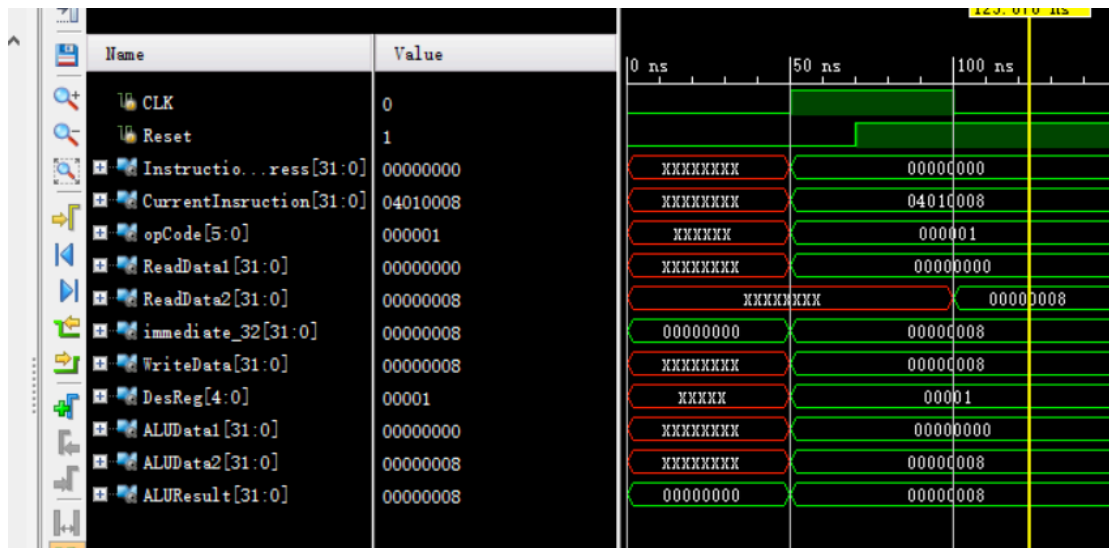 123.670 ns
Name Value
0 ns 50 ns 100 ns
CLK 0
Reset 1
Instructio...ress[31:0] 00000000 XXXXXXXX 00000000
CurrentInsruction[31:0] 04010008 XXXXXXXX 04010008
opCode[5:0] 000001 XXXXXX 000001
ReadData1[31:0] 00000000 XXXXXXXX 00000000
ReadData2[31:0] 00000008 XXXXXXXX 00000008
immediate_32[31:0] 00000008 00000000 00000008
WriteData[31:0] 00000008 XXXXXXXX 00000008
DesReg[4:0] 00001 XXXXX 00001
ALUData1[31:0] 00000000 XXXXXXXX 00000000
ALUData2[31:0] 00000008 XXXXXXXX 00000008
ALUResult[31:0] 00000008 00000000 00000008